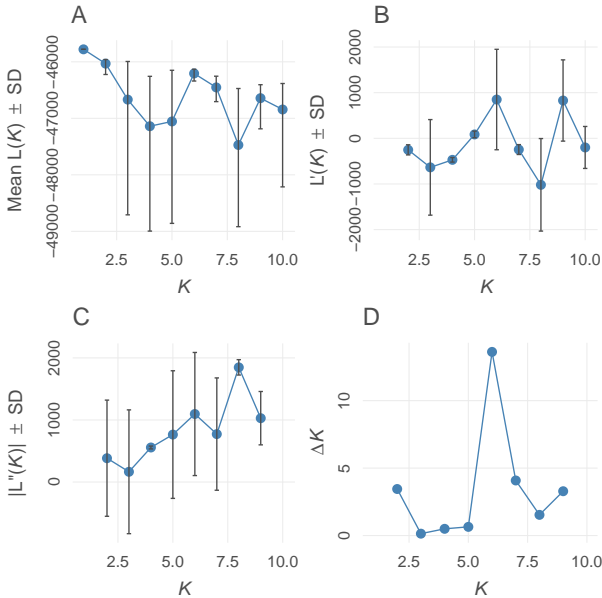 A
Mean L(K) ± SD
−49000 −48000 −47000 −46000
2.5 5.0 7.5 10.0
K
B
L'(K) ± SD
−2000 −1000 0 1000 2000
2.5 5.0 7.5 10.0
K
C
|L"(K)| ± SD
0 1000 2000
2.5 5.0 7.5 10.0
K
D
ΔK
0 5 10
2.5 5.0 7.5 10.0
K